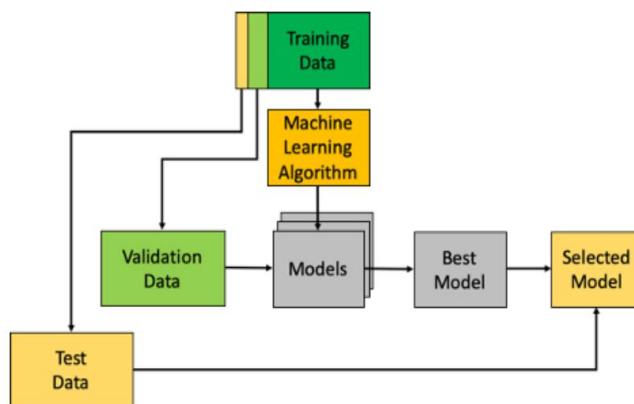 Training
Data
Machine
Learning
Algorithm
Validation
Data
Models
Best
Model
Selected
Model
Test
Data